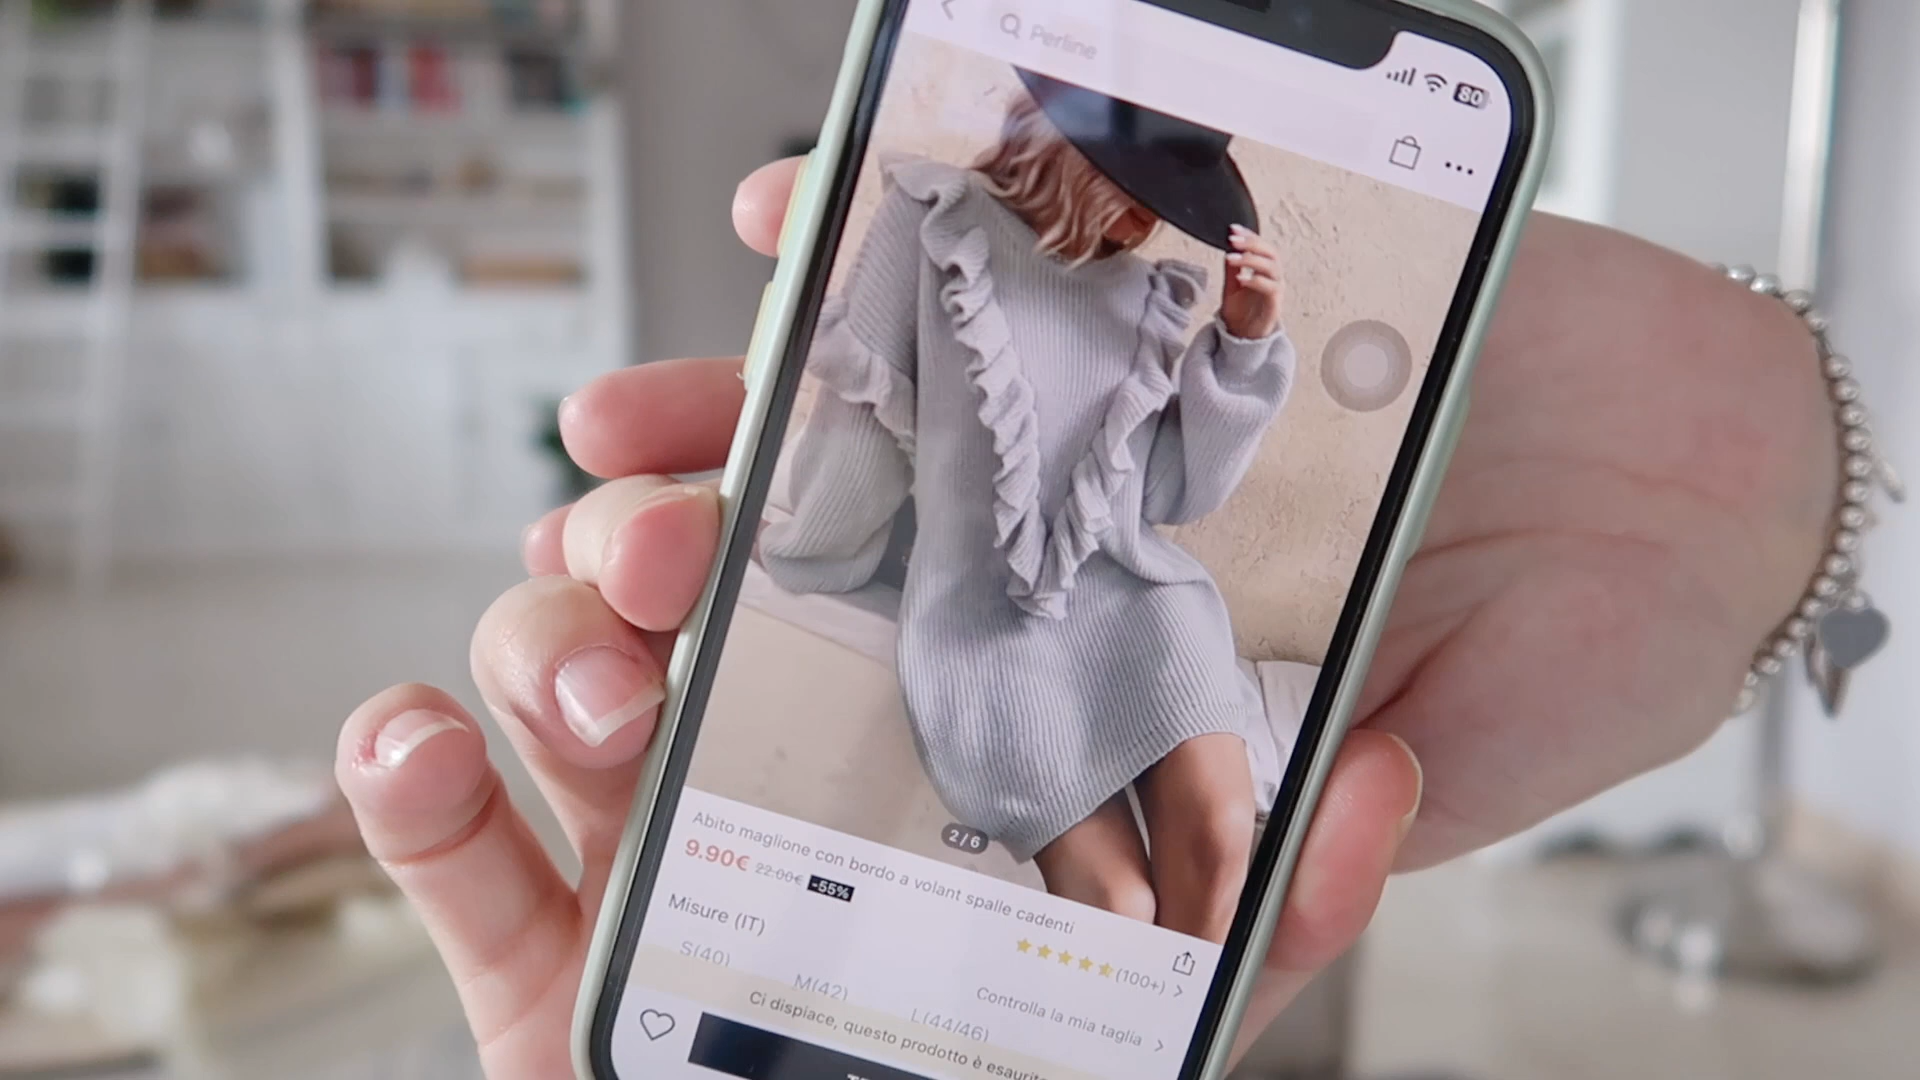 Perline
80
2/6
Abito maglione con bordo a volant spalle cadenti
9.90€ 22.00€ -55%
(100+)
Misure (IT)
Controlla la mia taglia
S(40)
M(42)
L(44/46)
Ci dispiace, questo prodotto è esaurito